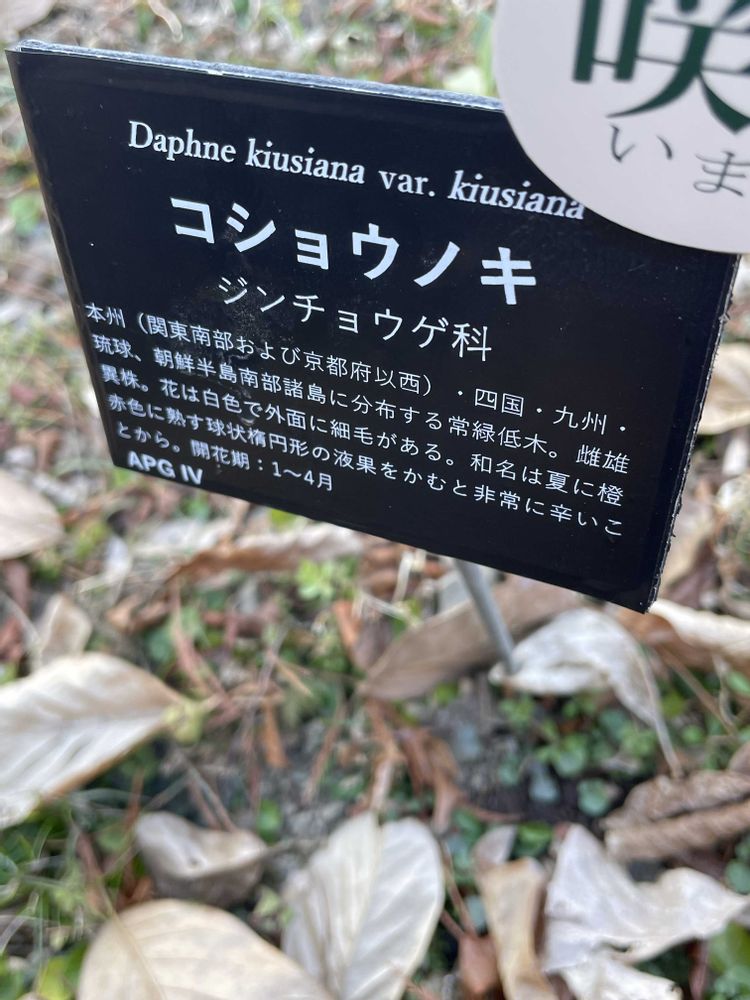 咲
いま
Daphne kiusiana var. kiusiana
コショウノキ
ジンチョウゲ科
本州（関東南部および京都府以西）・四国・九州・
琉球、朝鮮半島南部諸島に分布する常緑低木。雌雄
異株。花は白色で外面に細毛がある。和名は夏に橙
赤色に熟す球状楕円形の液果をかむと非常に辛いこ
とから。開花期：1～4月
APG IV